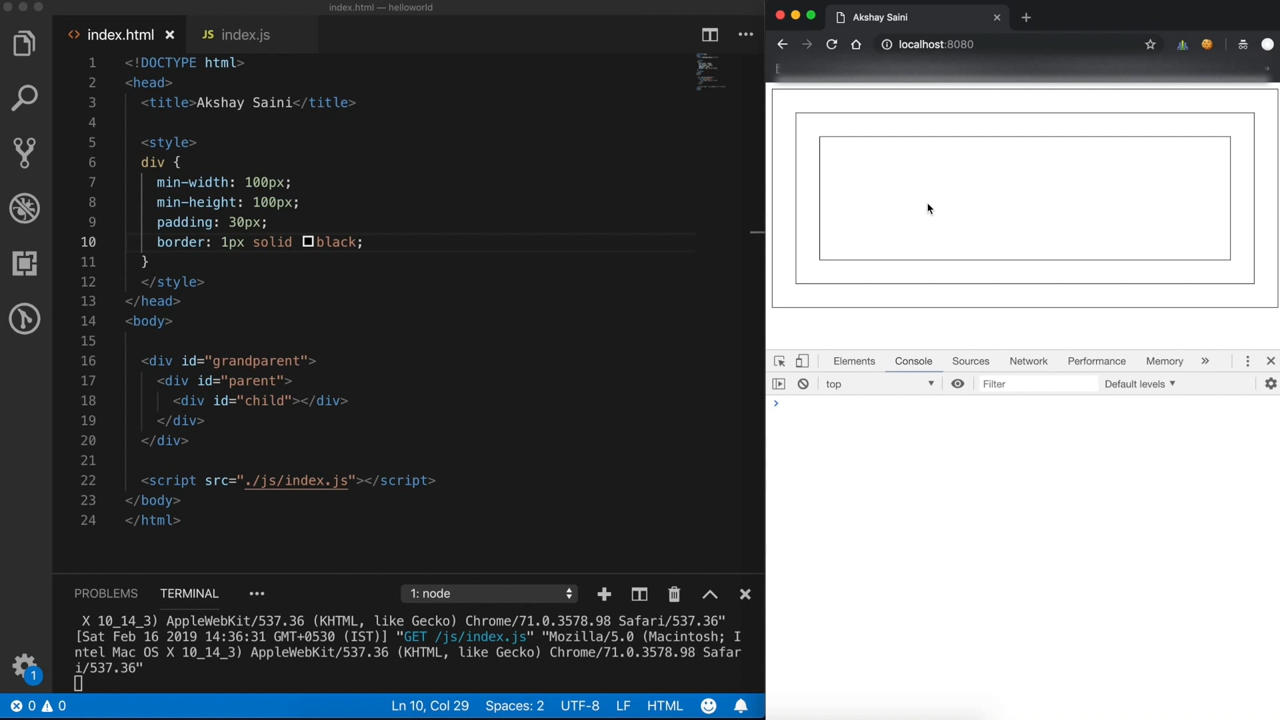 index.html — helloworld
index.html
index.js
1 <!DOCTYPE html>
2 <head>
3 <title>Akshay Saini</title>
4
5 <style>
6 div {
7 min-width: 100px;
8 min-height: 100px;
9 padding: 30px;
10 border: 1px solid black;
11 }
12 </style>
13 </head>
14 <body>
15
16 <div id="grandparent">
17 <div id="parent">
18 <div id="child"></div>
19 </div>
20 </div>
21
22 <script src="./js/index.js"></script>
23 </body>
24 </html>
PROBLEMS TERMINAL ••• 1: node
X 10_14_3) AppleWebKit/537.36 (KHTML, like Gecko) Chrome/71.0.3578.98 Safari/537.36"
[Sat Feb 16 2019 14:36:31 GMT+0530 (IST)] "GET /js/index.js" "Mozilla/5.0 (Macintosh; I
ntel Mac OS X 10_14_3) AppleWebKit/537.36 (KHTML, like Gecko) Chrome/71.0.3578.98 Safar
i/537.36"
1
0 0 Ln 10, Col 29 Spaces: 2 UTF-8 LF HTML
Akshay Saini
localhost:8080
Elements Console Sources Network Performance Memory »
top Filter Default levels